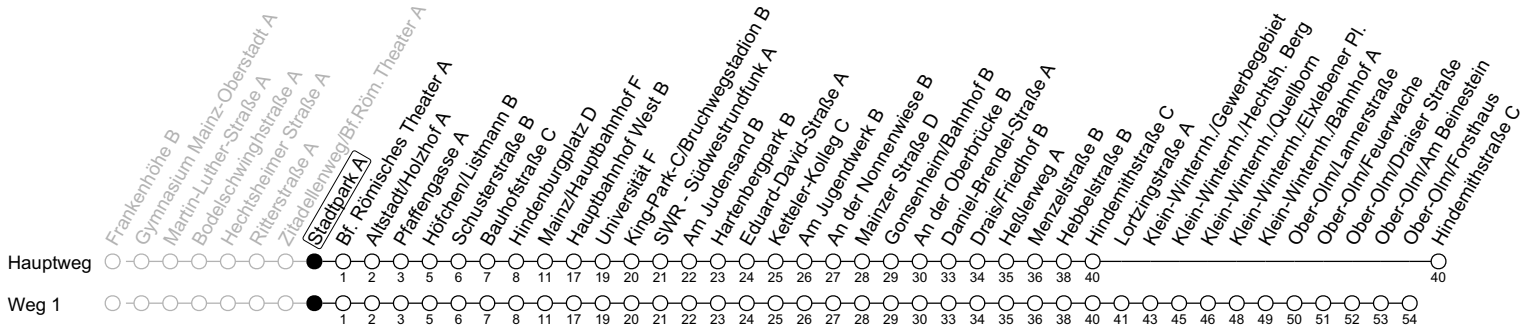 Frankenhöhe B
Gymnasium Mainz-Oberstadt A
Martin-Luther-Straße A
Bodelschwinghstraße A
Hechtsheimer Straße A
Ritterstraße A
Zitadellenweg/Bf.Röm. Theater A
Stadtpark A
Bf. Römisches Theater A
Altstadt/Holzhof A
Pfaffengasse A
Höfchen/Listmann B
Schusterstraße B
Bauhofstraße C
Hindenburgplatz D
Mainz/Hauptbahnhof F
Hauptbahnhof West B
Universität F
King-Park-C/Bruchwegstadion B
SWR - Südwestrundfunk A
Am Judensand B
Hartenbergpark B
Eduard-David-Straße A
Ketteler-Kolleg C
Am Jugendwerk B
An der Nonnenwiese B
Mainzer Straße D
Gonsenheim/Bahnhof B
An der Oberbrücke B
Daniel-Brendel-Straße A
Drais/Friedhof B
Heßlerweg A
Menzelstraße B
Hebbelstraße B
Hindemithstraße C
Lortzingstraße A
Klein-Winternh./Gewerbegebiet
Klein-Winternh./Hechtsh. Berg
Klein-Winternh./Quellborn
Klein-Winternh./Exlebener Pl.
Klein-Winternh./Bahnhof A
Ober-Olm/Lannerstraße
Ober-Olm/Feuerwache
Ober-Olm/Draiser Straße
Ober-Olm/Am Beinestein
Ober-Olm/Forsthaus
Hindemithstraße C
Hauptweg 1 2 3 5 6 7 8 11 17 19 20 21 22 23 24 25 26 27 28 29 30 33 34 35 36 38 40 40
Weg 1 1 2 3 5 6 7 8 11 17 19 20 21 22 23 24 25 26 27 28 29 30 33 34 35 36 38 40 41 43 45 46 48 49 50 51 52 53 54